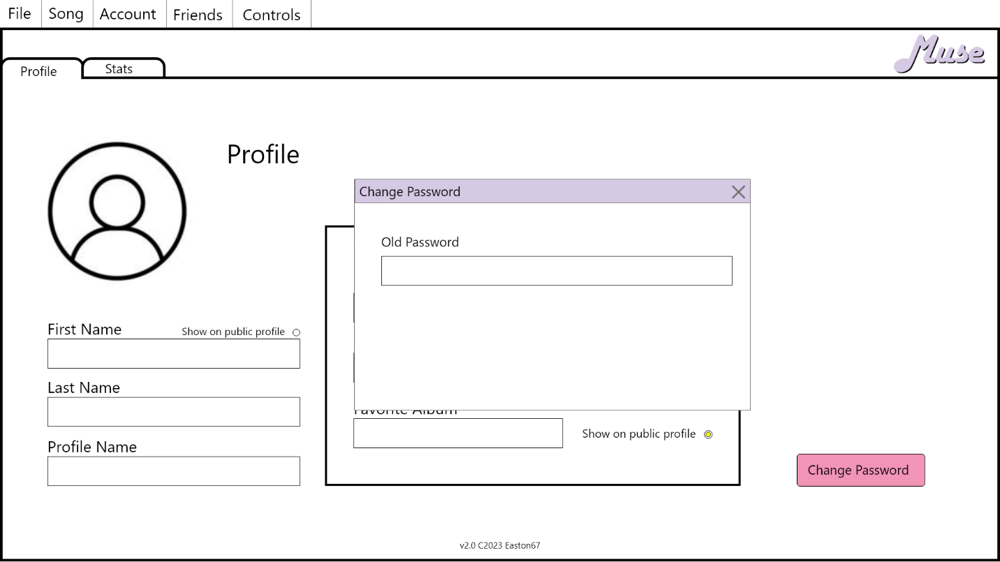 File Song Account Friends Controls
Muse
Profile Stats
Profile
Change Password
Old Password
First Name Show on public profile
Last Name
Favorite Album
Show on public profile
Profile Name
Change Password
v2.0 C2023 Easton67